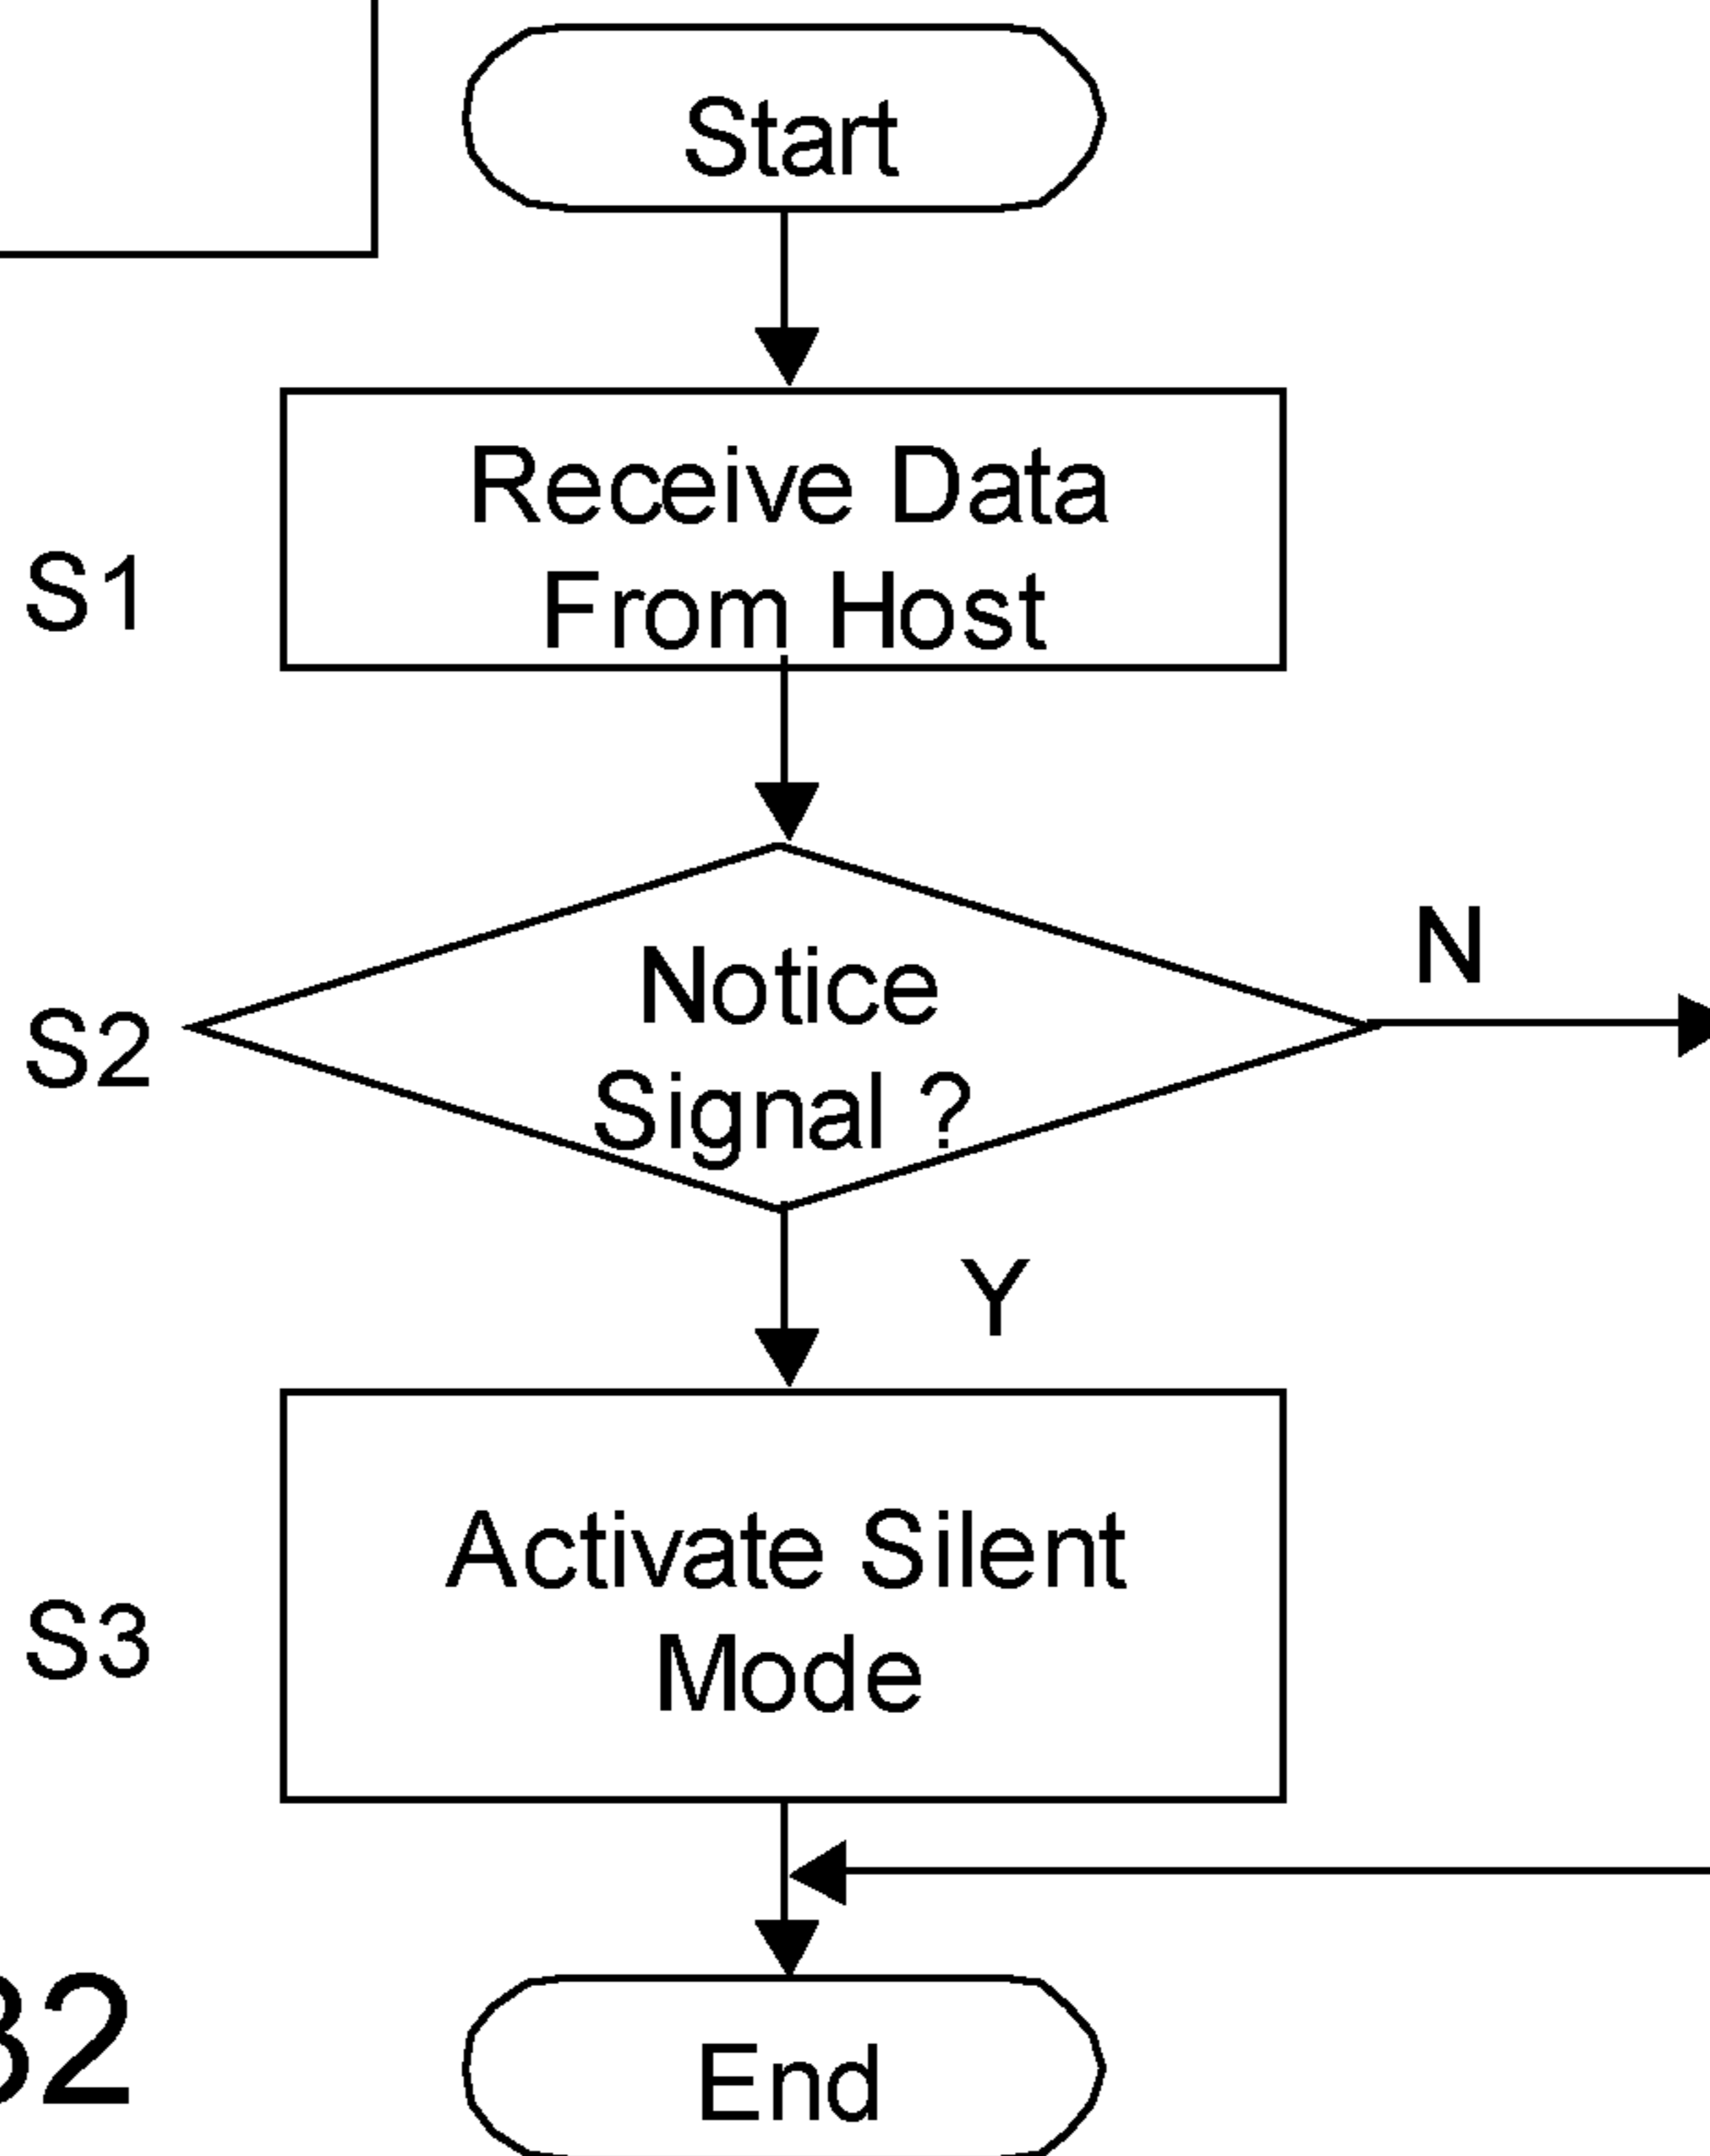 Start
Receive Data
From Host
S1
Notice
Signal ?
S2
N
Y
Activate Silent
Mode
S3
End